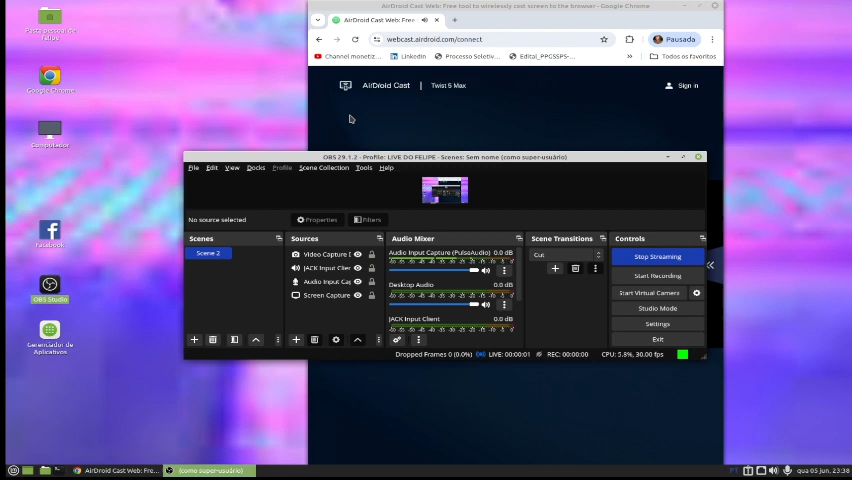 AirDroid Cast Web: Free tool to wirelessly cast screen to the browser - Google Chrome
AirDroid Cast Web: Free
webcast.airdroid.com/connect
Pausada
Channel monetiz...
LinkedIn
Processo Seletiv...
Edital_PPGSSPS-...
Todos os favoritos
AirDroid Cast | Twist 5 Max
Sign in
Pasta pessoal de
felipe
Google Chrome
Computador
Facebook
OBS Studio
Gerenciador de
Aplicativos
OBS 29.1.2 - Profile: LIVE DO FELIPE - Scenes: Sem nome (como super-usuário)
File Edit View Docks Profile Scene Collection Tools Help
No source selected
Properties
Filters
Scenes
Scene 2
Sources
Video Capture D
JACK Input Clier
Audio Input Cap
Screen Capture
Audio Mixer
Audio Input Capture (PulseAudio) 0.0 dB
Desktop Audio 0.0 dB
JACK Input Client 0.0 dB
Scene Transitions
Cut
Controls
Stop Streaming
Start Recording
Start Virtual Camera
Studio Mode
Settings
Exit
Dropped Frames 0 (0.0%)
LIVE: 00:00:01
REC: 00:00:00
CPU: 5.8%, 30.00 fps
AirDroid Cast Web: Fre...
(como super-usuário)
PT
qua 05 jun, 23:38